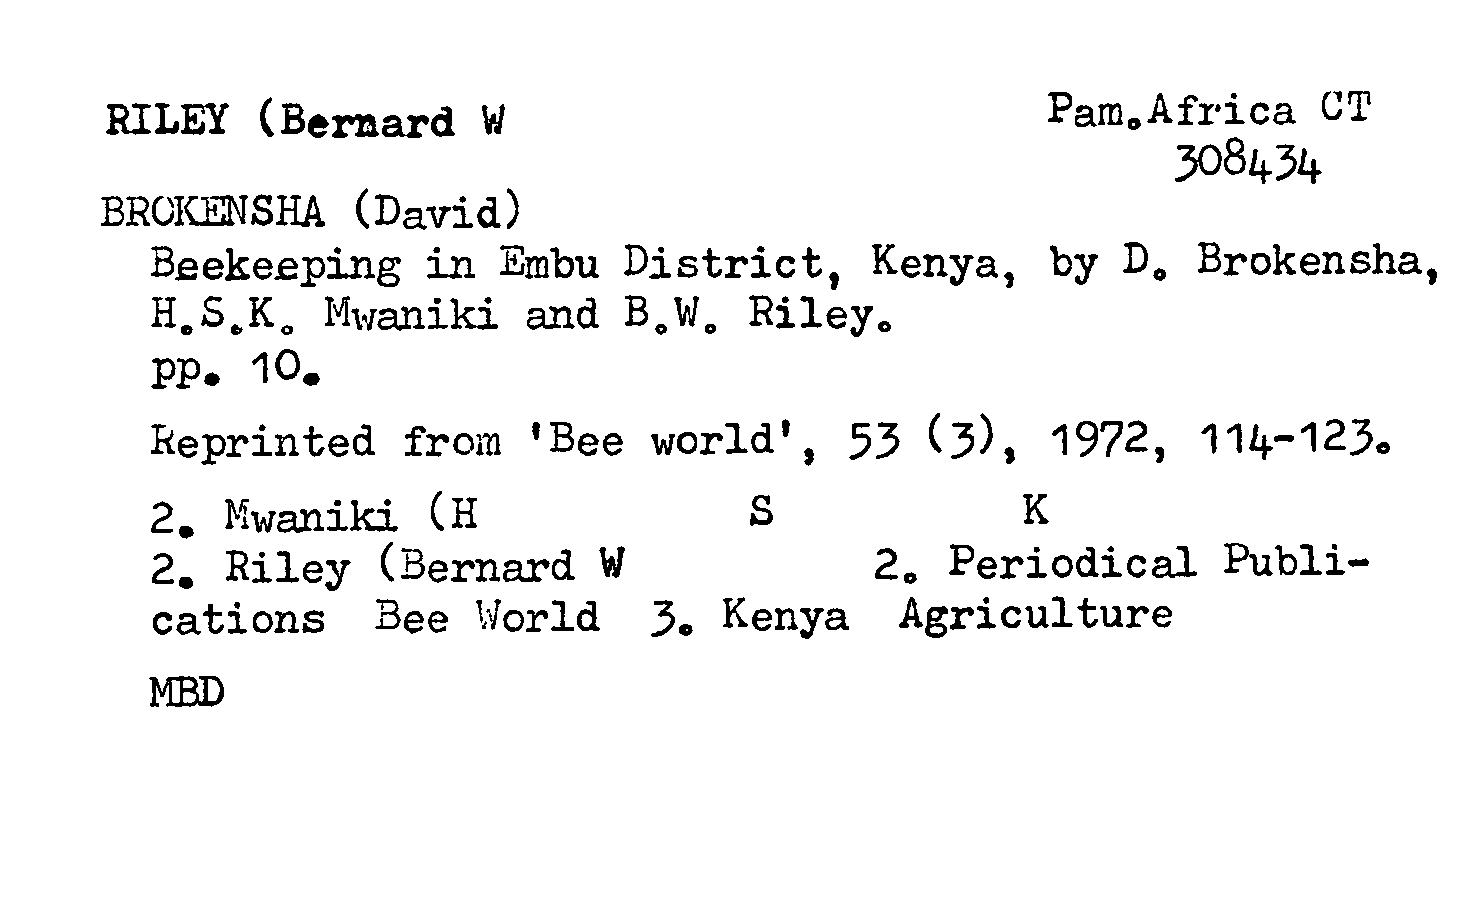 RILEY (Bernard W
Pam.Africa CT
308434
BROKENSHA (David)
Beekeeping in Embu District, Kenya, by D. Brokensha,
H.S.K. Mwaniki and B.W. Riley.
pp. 10.
Reprinted from 'Bee world', 53 (3), 1972, 114-123.
2. Mwaniki (H S K
2. Riley (Bernard W 2. Periodical Publi-
cations Bee World 3. Kenya Agriculture
MBD